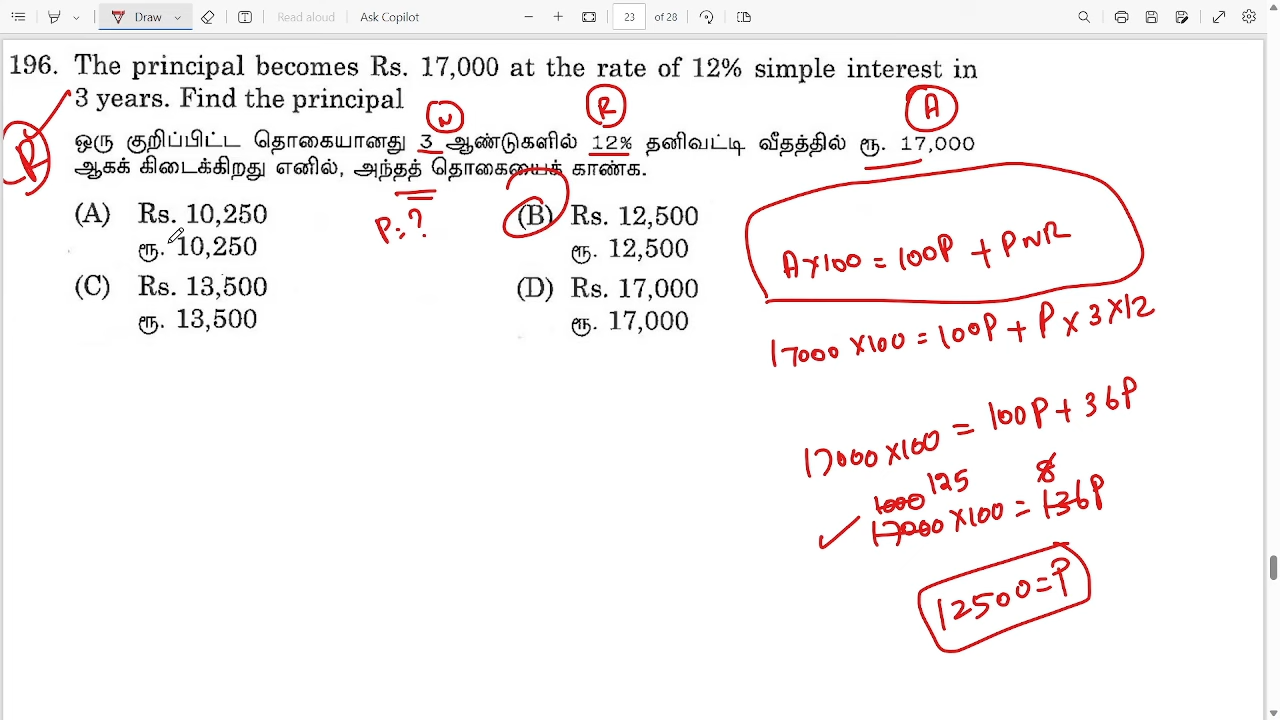 Draw
Read aloud
Ask Copilot
23 of 28
196. The principal becomes Rs. 17,000 at the rate of 12% simple interest in
3 years. Find the principal
N R A
P
ஒரு குறிப்பிட்ட தொகையானது 3 ஆண்டுகளில் 12% தனிவட்டி வீதத்தில் ரூ. 17,000
ஆகக் கிடைக்கிறது எனில், அந்தத் தொகையைக் காண்க.
P = ?
(A) Rs. 10,250
ரூ. 10,250
(B) Rs. 12,500
ரூ. 12,500
(C) Rs. 13,500
ரூ. 13,500
(D) Rs. 17,000
ரூ. 17,000
A×100 = 100P + PNR
17000 ×100 = 100P + P × 3 ×12
17000 ×100 = 100P + 36P
1000 125 8
17000 ×100 = 136P
12500 = P